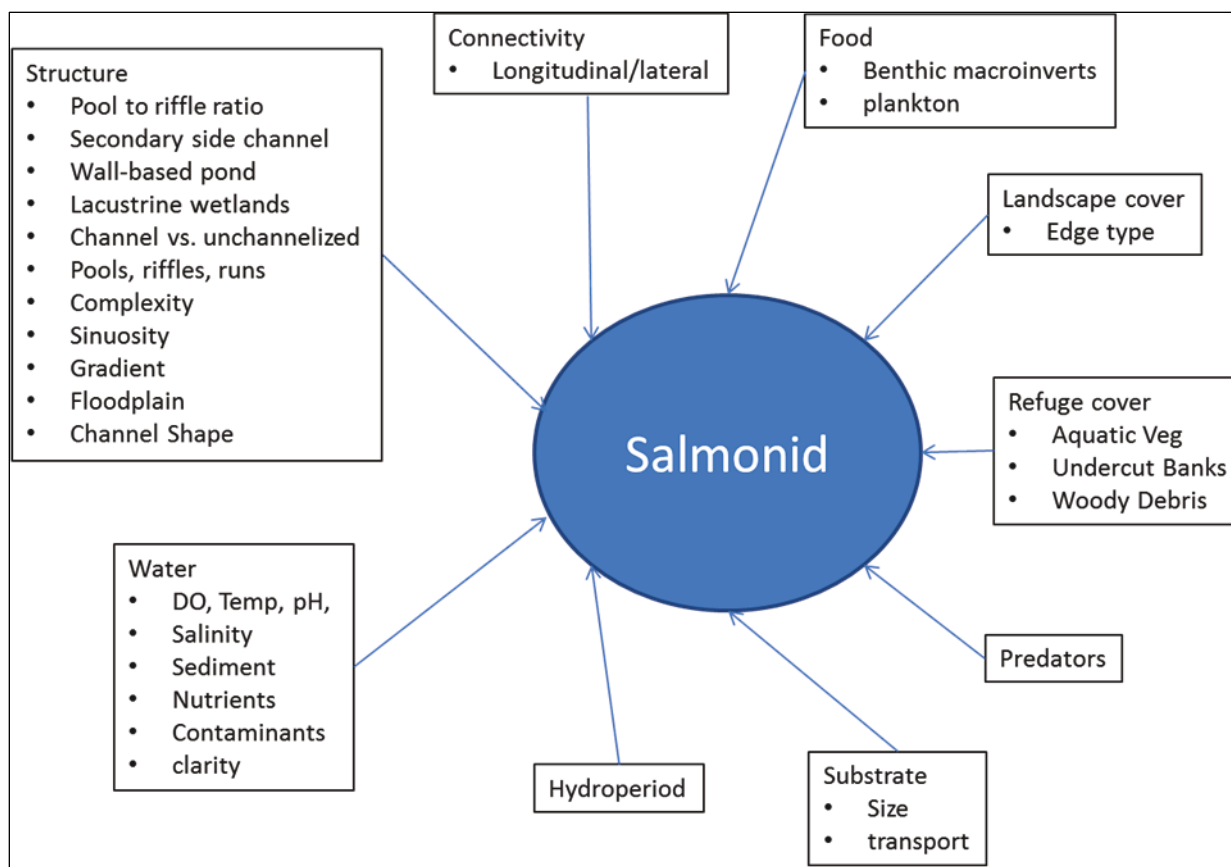 Structure
• Pool to riffle ratio
• Secondary side channel
• Wall-based pond
• Lacustrine wetlands
• Channel vs. unchannelized
• Pools, riffles, runs
• Complexity
• Sinuosity
• Gradient
• Floodplain
• Channel Shape
Connectivity
• Longitudinal/lateral
Food
• Benthic macroinverts
• plankton
Landscape cover
• Edge type
Refuge cover
• Aquatic Veg
• Undercut Banks
• Woody Debris
Salmonid
Water
• DO, Temp, pH,
• Salinity
• Sediment
• Nutrients
• Contaminants
• clarity
Hydroperiod
Substrate
• Size
• transport
Predators